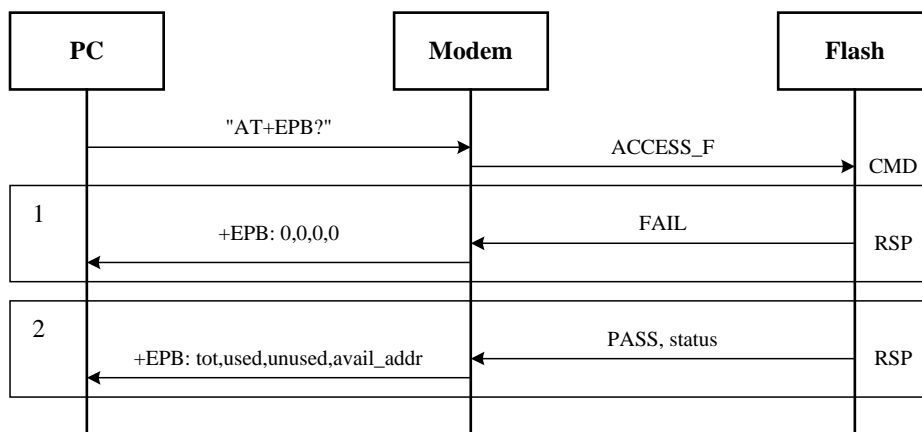 PC
Modem
Flash
"AT+EPB?"
ACCESS_F
CMD
1
+EPB: 0,0,0,0
FAIL
RSP
2
+EPB: tot,used,unused,avail_addr
PASS, status
RSP